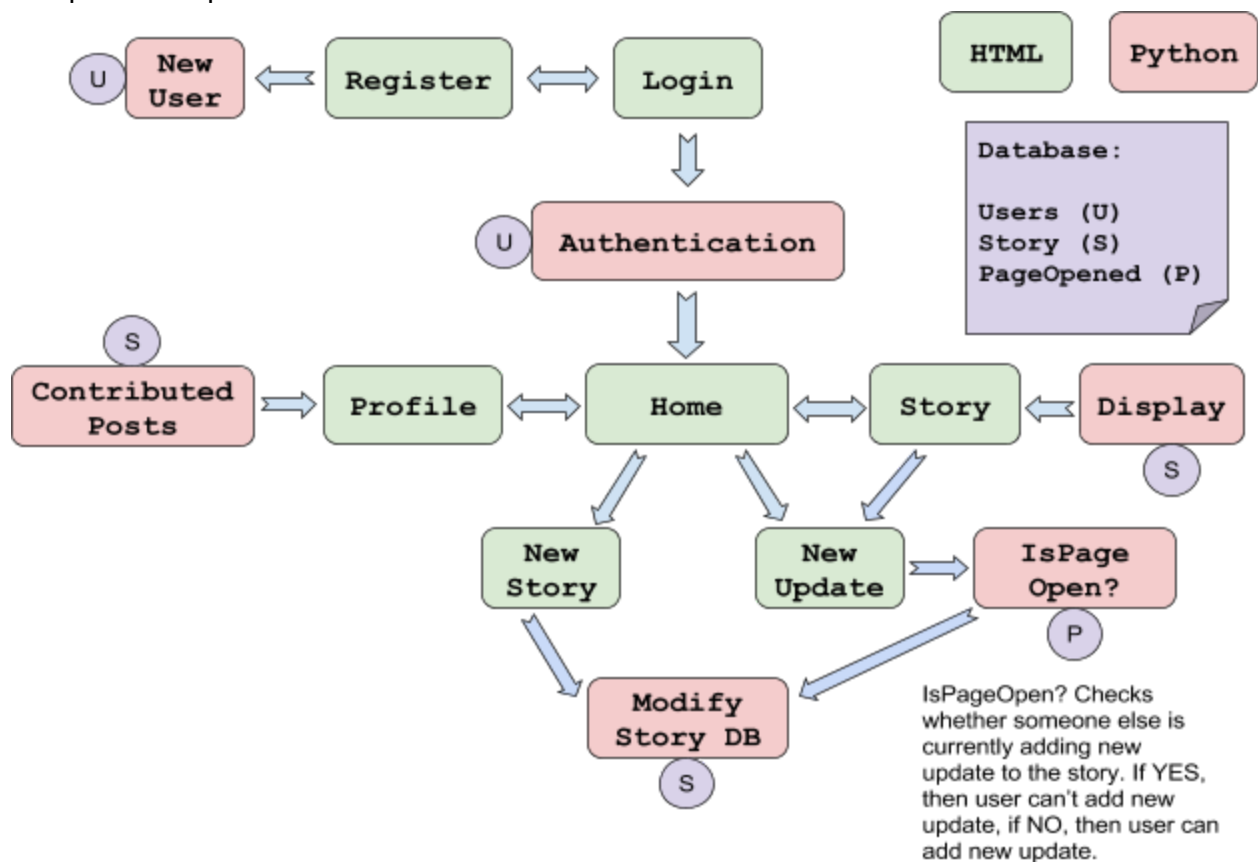 HTML
Python
New
User
U
Register
Login
Database:
Users (U)
Story (S)
PageOpened (P)
U
Authentication
S
Contributed
Posts
Profile
Home
Story
Display
S
New
Story
New
Update
IsPage
Open?
P
Modify
Story DB
S
IsPageOpen? Checks
whether someone else is
currently adding new
update to the story. If YES,
then user can't add new
update, if NO, then user can
add new update.